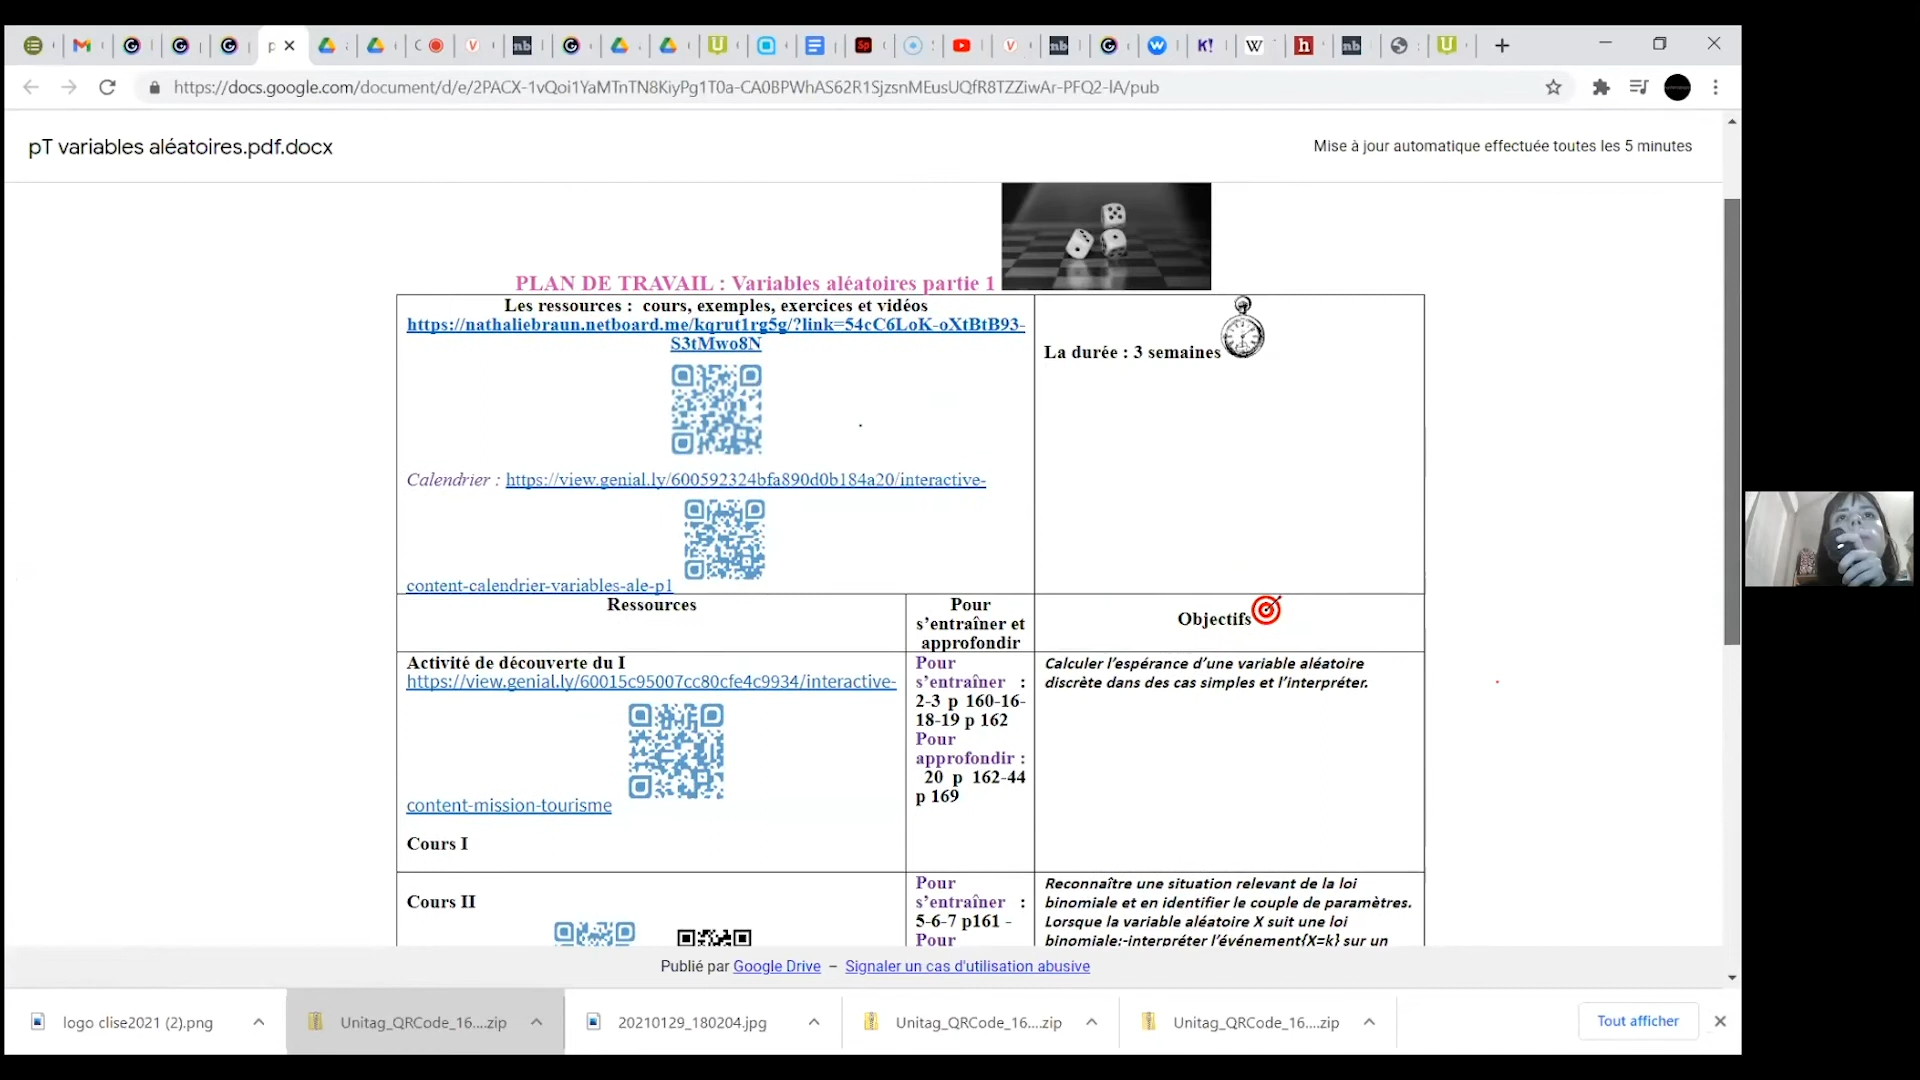 https://docs.google.com/document/d/e/2PACX-1vQoi1YaMTnTN8KiyPg1T0a-CA0BPWhAS62R1SjzsnMEusUQfR8TZZiwAr-PFQ2-lA/pub
pT variables aléatoires.pdf.docx
Mise à jour automatique effectuée toutes les 5 minutes
PLAN DE TRAVAIL : Variables aléatoires partie 1
Les ressources : cours, exemples, exercices et vidéos
https://nathaliebraun.netboard.me/kqrut1rg5g/?link=54cC6LoK-oXtBtB93-
S3tMwo8N
La durée : 3 semaines
Calendrier : https://view.genial.ly/600592324bfa890d0b184a20/interactive-
content-calendrier-variables-ale-p1
Ressources
Pour
s’entraîner et
approfondir
Objectifs
Activité de découverte du I
https://view.genial.ly/60015c95007cc80cfe4c9934/interactive-
content-mission-tourisme
Cours I
Pour
s’entraîner :
2-3 p 160-16-
18-19 p 162
Pour
approfondir :
20 p 162-44
p 169
Calculer l’espérance d’une variable aléatoire
discrète dans des cas simples et l’interpréter.
Cours II
Pour
s’entraîner :
5-6-7 p161 -
Pour
Reconnaître une situation relevant de la loi
binomiale et en identifier le couple de paramètres.
Lorsque la variable aléatoire X suit une loi
binomiale:-interpréter l’événement{X=k} sur un
Publié par Google Drive – Signaler un cas d'utilisation abusive
logo clise2021 (2).png
Unitag_QRCode_16....zip
20210129_180204.jpg
Unitag_QRCode_16....zip
Unitag_QRCode_16....zip
Tout afficher